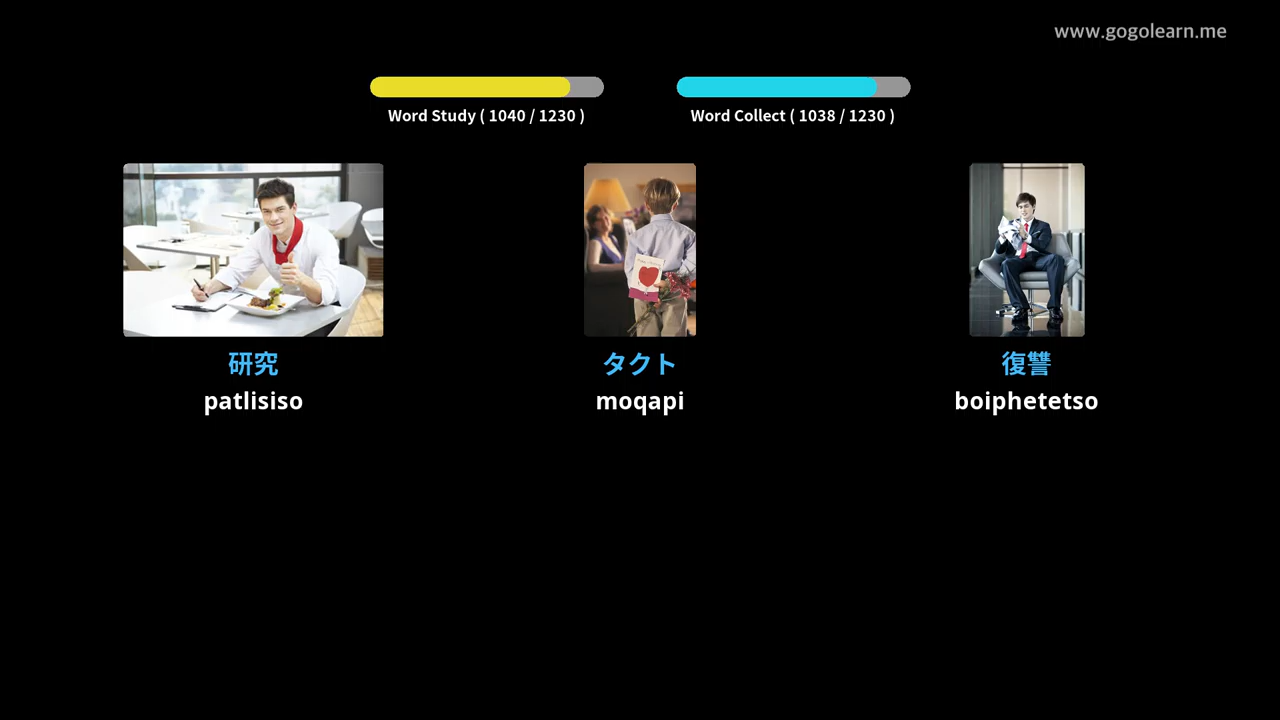 www.gogolearn.me
Word Study ( 1040 / 1230 )
Word Collect ( 1038 / 1230 )
研究
タクト
復讐
patlisiso
moqapi
boiphetetso